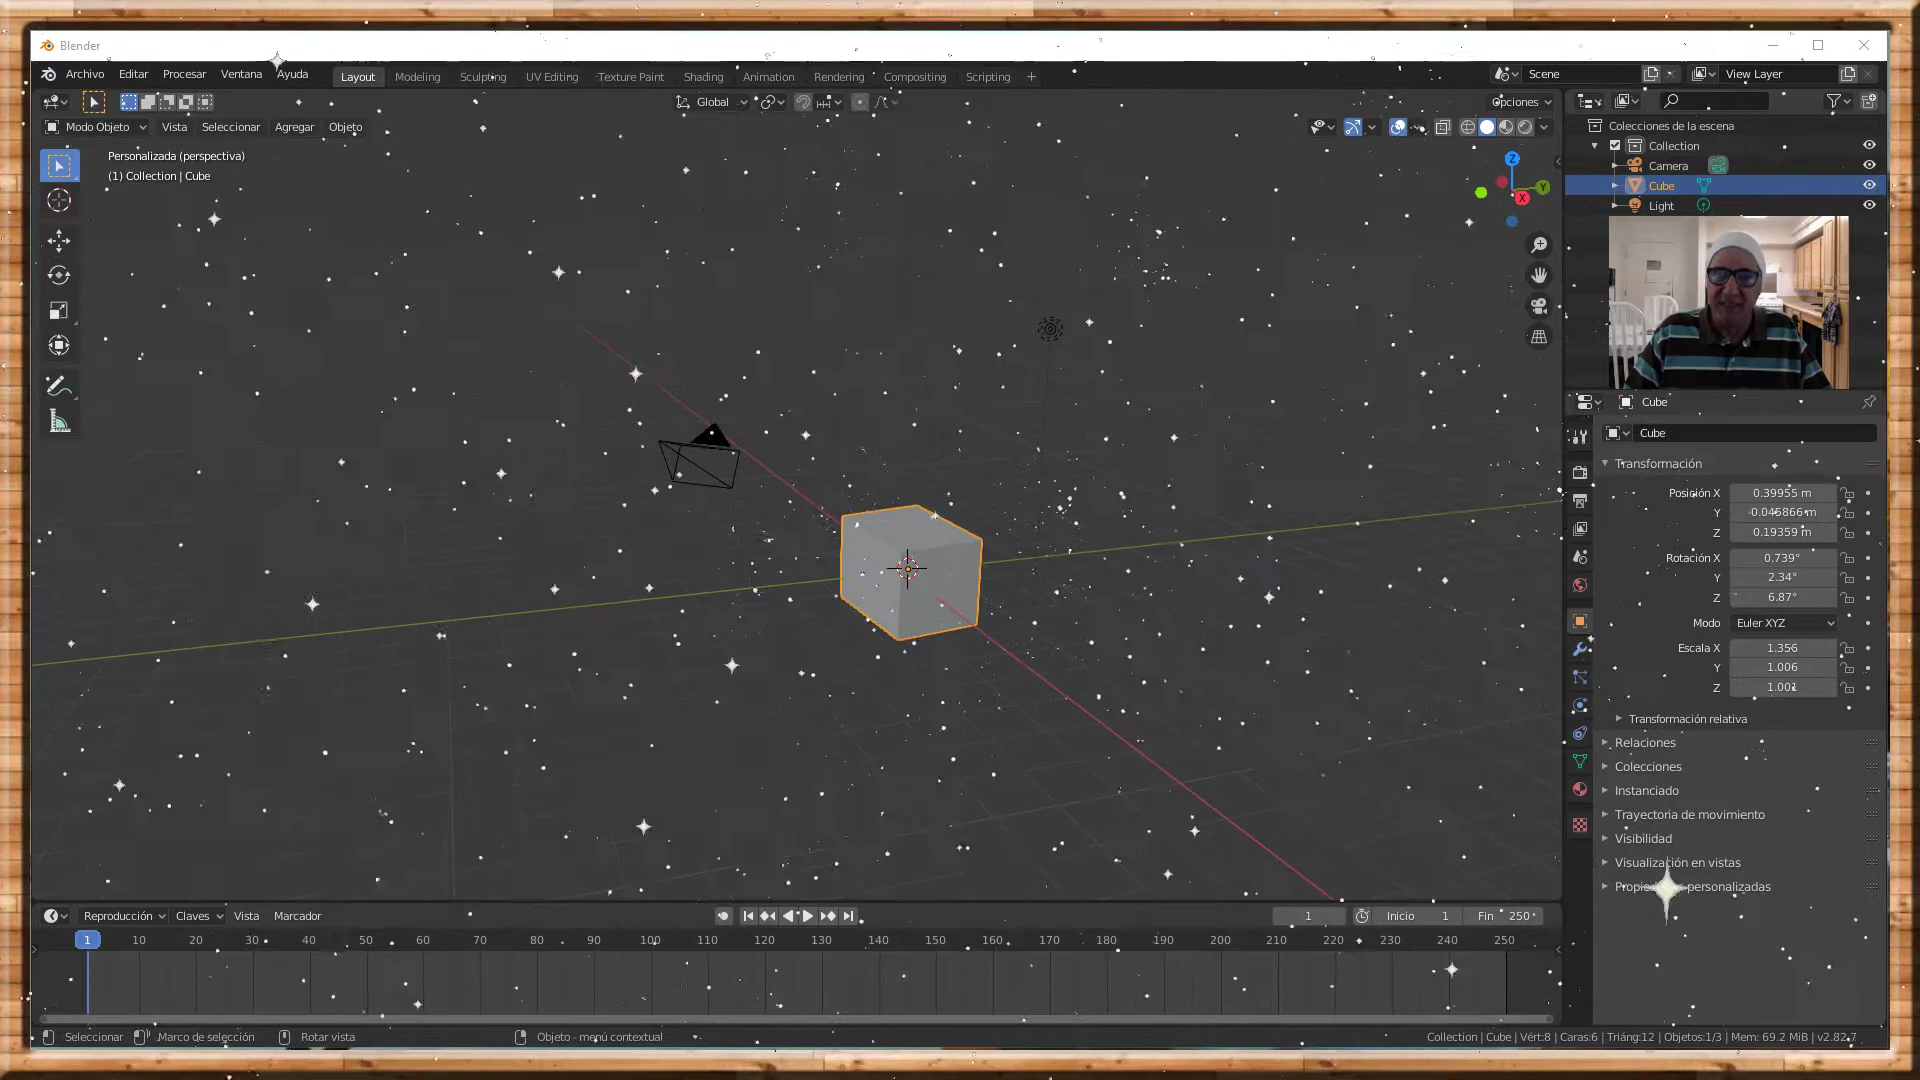 Blender
Archivo Editar Procesar Ventana Ayuda Layout Modeling Sculpting UV Editing Texture Paint Shading Animation Rendering Compositing Scripting + Scene View Layer
Global Opciones
Modo Objeto Vista Seleccionar Agregar Objeto
Personalizada (perspectiva)
(1) Collection | Cube
Z
Y
X
Colecciones de la escena
Collection
Camera
Cube
Light
Cube
Cube
Transformación
Posición X 0.39955 m
Y -0.045866 m
Z 0.19359 m
Rotación X 0.739°
Y 2.34°
Z 6.87°
Modo Euler XYZ
Escala X 1.356
Y 1.006
Z 1.001
Transformación relativa
Relaciones
Colecciones
Instanciado
Trayectoria de movimiento
Visibilidad
Visualización en vistas
personalizadas
Reproducción Claves Vista Marcador 1 Inicio 1 Fin 250
1 10 20 30 40 50 60 70 80 90 100 110 120 130 140 150 160 170 180 190 200 210 220 230 240 250
Seleccionar Marco de selección Rotar vista Objeto - menú contextual Collection | Cube | Vért:8 | Caras:6 | Triáng:12 | Objetos:1/3 | Mem: 69.2 MiB | v2.82.7